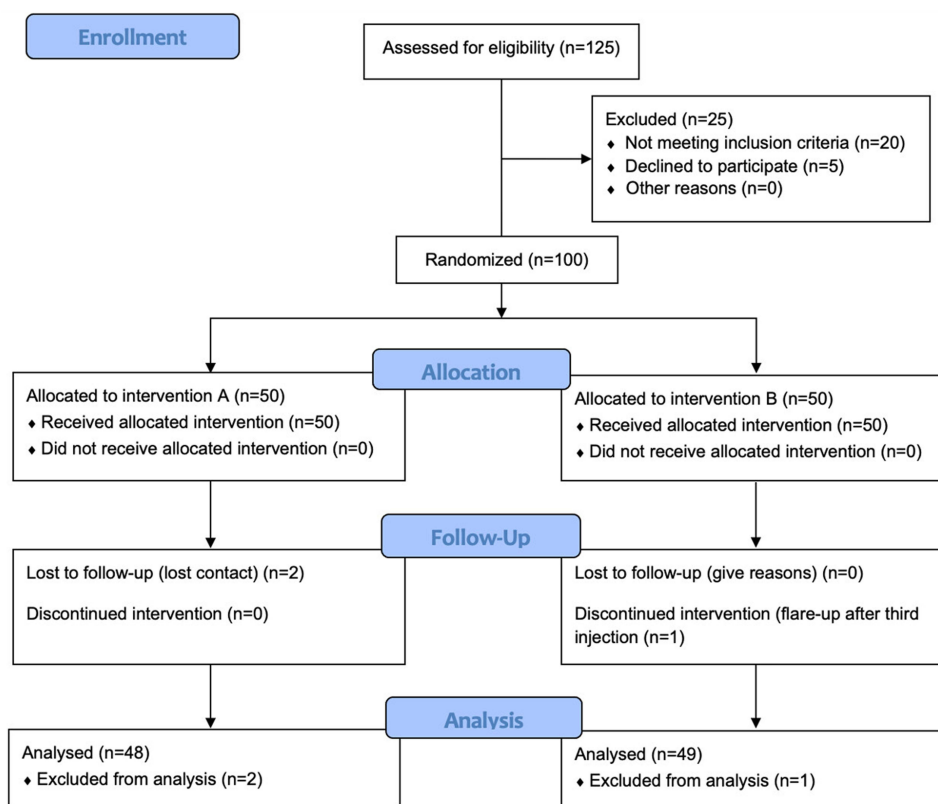 Enrollment
Assessed for eligibility (n=125)
Excluded (n=25)
♦ Not meeting inclusion criteria (n=20)
♦ Declined to participate (n=5)
♦ Other reasons (n=0)
Randomized (n=100)
Allocation
Allocated to intervention A (n=50)
♦ Received allocated intervention (n=50)
♦ Did not receive allocated intervention (n=0)
Allocated to intervention B (n=50)
♦ Received allocated intervention (n=50)
♦ Did not receive allocated intervention (n=0)
Follow-Up
Lost to follow-up (lost contact) (n=2)
Discontinued intervention (n=0)
Lost to follow-up (give reasons) (n=0)
Discontinued intervention (flare-up after third
injection (n=1)
Analysis
Analysed (n=48)
♦ Excluded from analysis (n=2)
Analysed (n=49)
♦ Excluded from analysis (n=1)